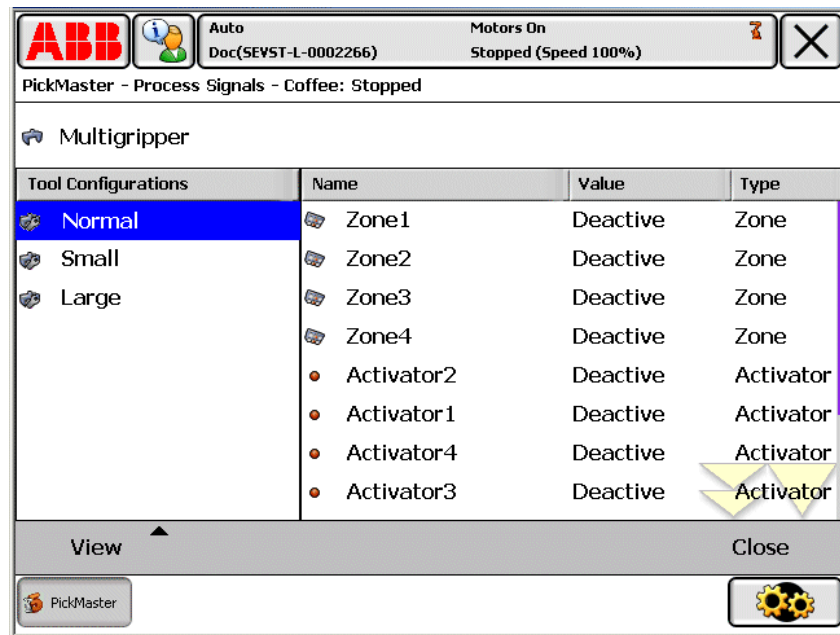 ABB
Auto Motors On
Doc(SEVST-L-0002266) Stopped (Speed 100%)
PickMaster - Process Signals - Coffee: Stopped
Multigripper
Tool Configurations Name Value Type
Normal Zone1 Deactive Zone
Small Zone2 Deactive Zone
Large Zone3 Deactive Zone
Zone4 Deactive Zone
Activator2 Deactive Activator
Activator1 Deactive Activator
Activator4 Deactive Activator
Activator3 Deactive Activator
View Close
PickMaster